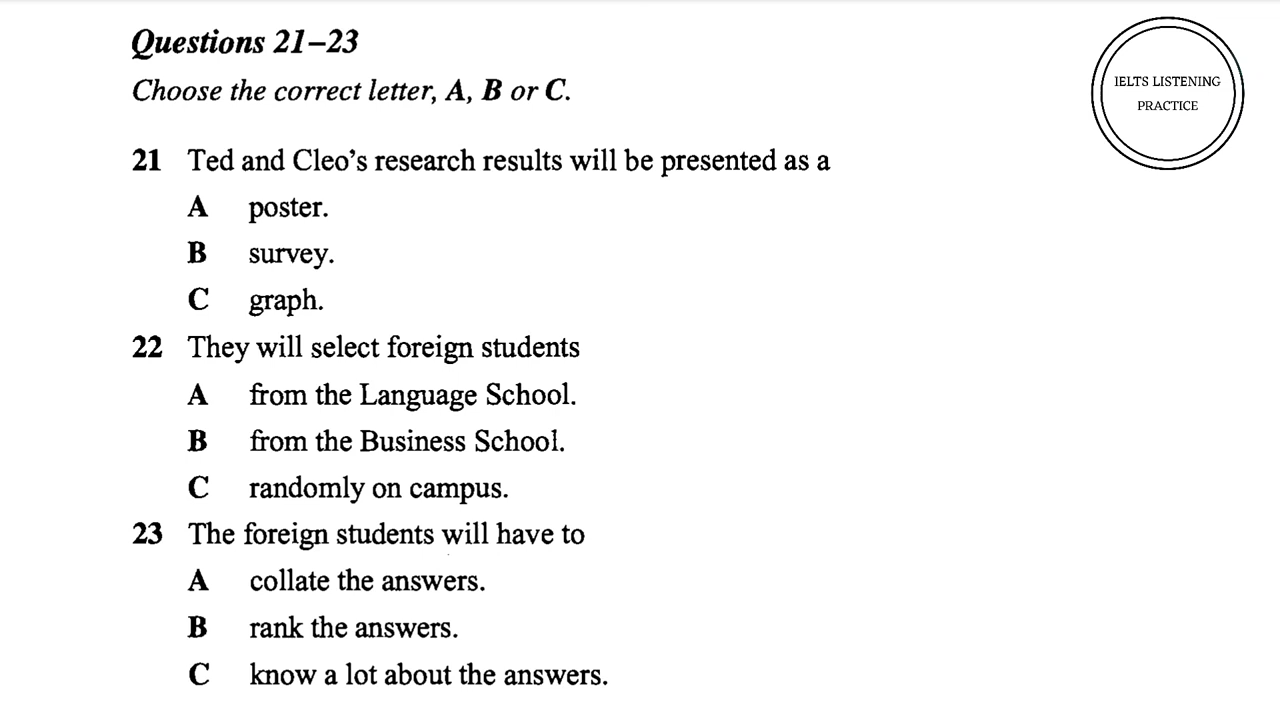 Questions 21–23
IELTS LISTENING
PRACTICE
Choose the correct letter, A, B or C.
21 Ted and Cleo’s research results will be presented as a
A poster.
B survey.
C graph.
22 They will select foreign students
A from the Language School.
B from the Business School.
C randomly on campus.
23 The foreign students will have to
A collate the answers.
B rank the answers.
C know a lot about the answers.